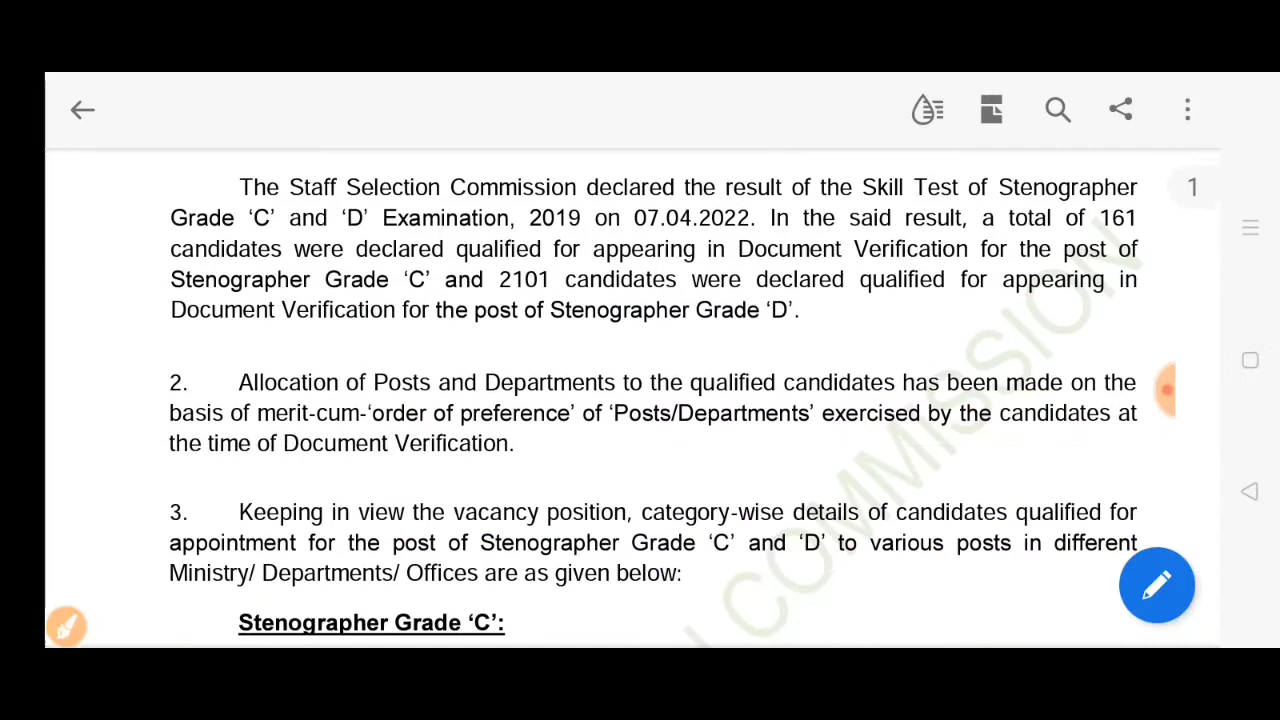 1
The Staff Selection Commission declared the result of the Skill Test of Stenographer
Grade ‘C’ and ‘D’ Examination, 2019 on 07.04.2022. In the said result, a total of 161
candidates were declared qualified for appearing in Document Verification for the post of
Stenographer Grade ‘C’ and 2101 candidates were declared qualified for appearing in
Document Verification for the post of Stenographer Grade ‘D’.
2. Allocation of Posts and Departments to the qualified candidates has been made on the
basis of merit-cum-‘order of preference’ of ‘Posts/Departments’ exercised by the candidates at
the time of Document Verification.
3. Keeping in view the vacancy position, category-wise details of candidates qualified for
appointment for the post of Stenographer Grade ‘C’ and ‘D’ to various posts in different
Ministry/ Departments/ Offices are as given below:
Stenographer Grade ‘C’:
COMMISSION